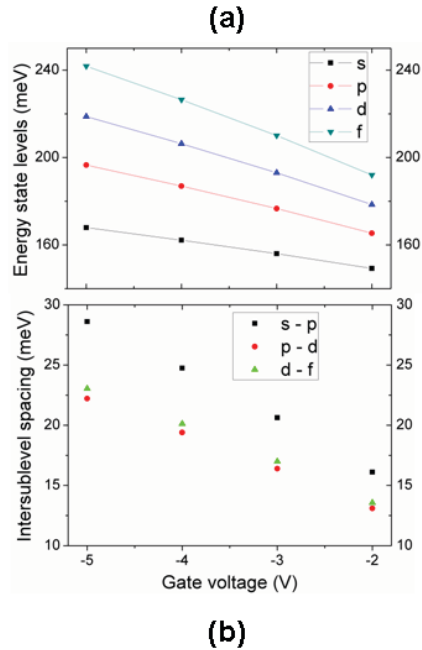 (a)
Energy state levels (meV)
240
200
160
s
p
d
f
240
200
160
Intersublevel spacing (meV)
30
25
20
15
10
s - p
p - d
d - f
30
25
20
15
10
-5 -4 -3 -2
Gate voltage (V)
(b)